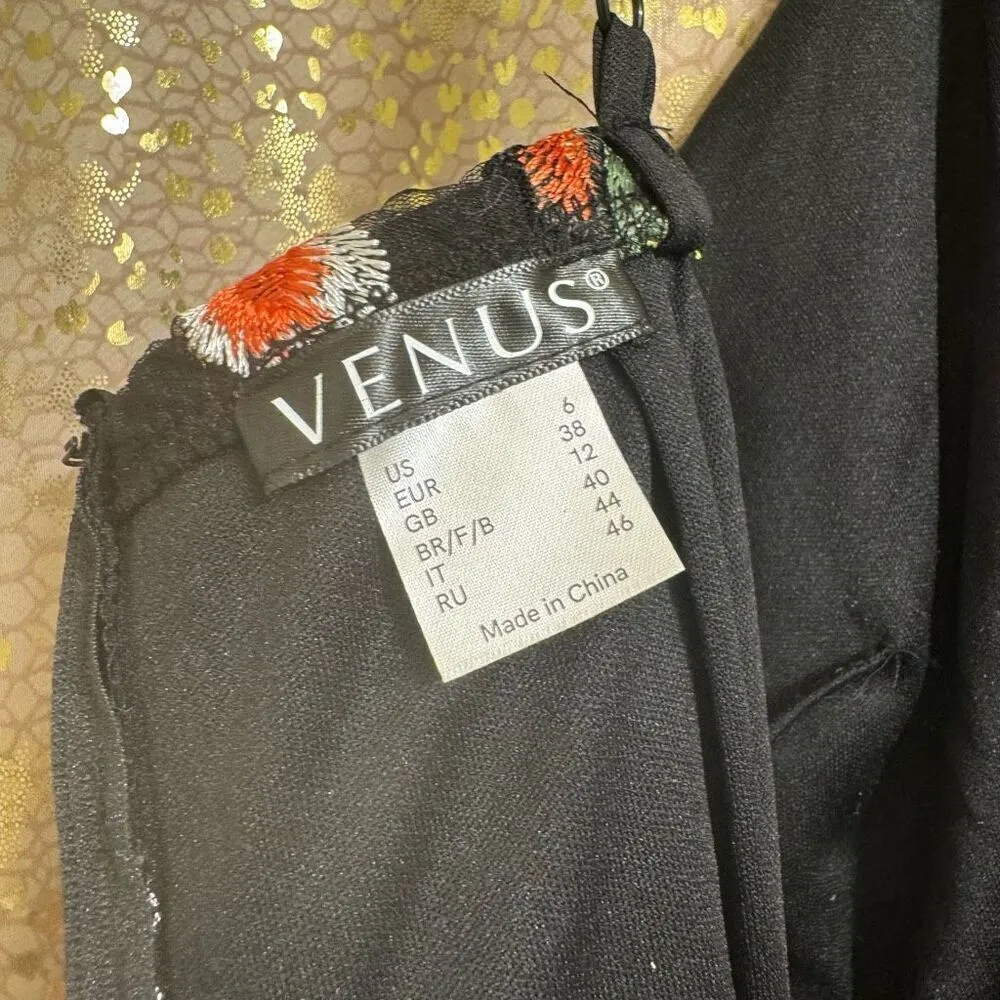 VENUS®
US 6
EUR 38
GB 12
BR/F/B 40
IT 44
RU 46
Made in China